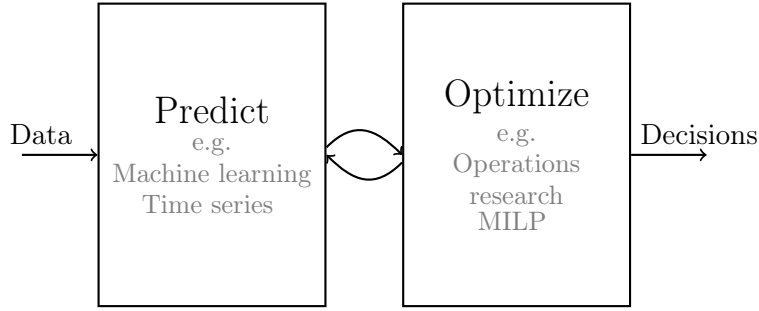 Data
Predict
e.g.
Machine learning
Time series
Optimize
e.g.
Operations
research
MILP
Decisions